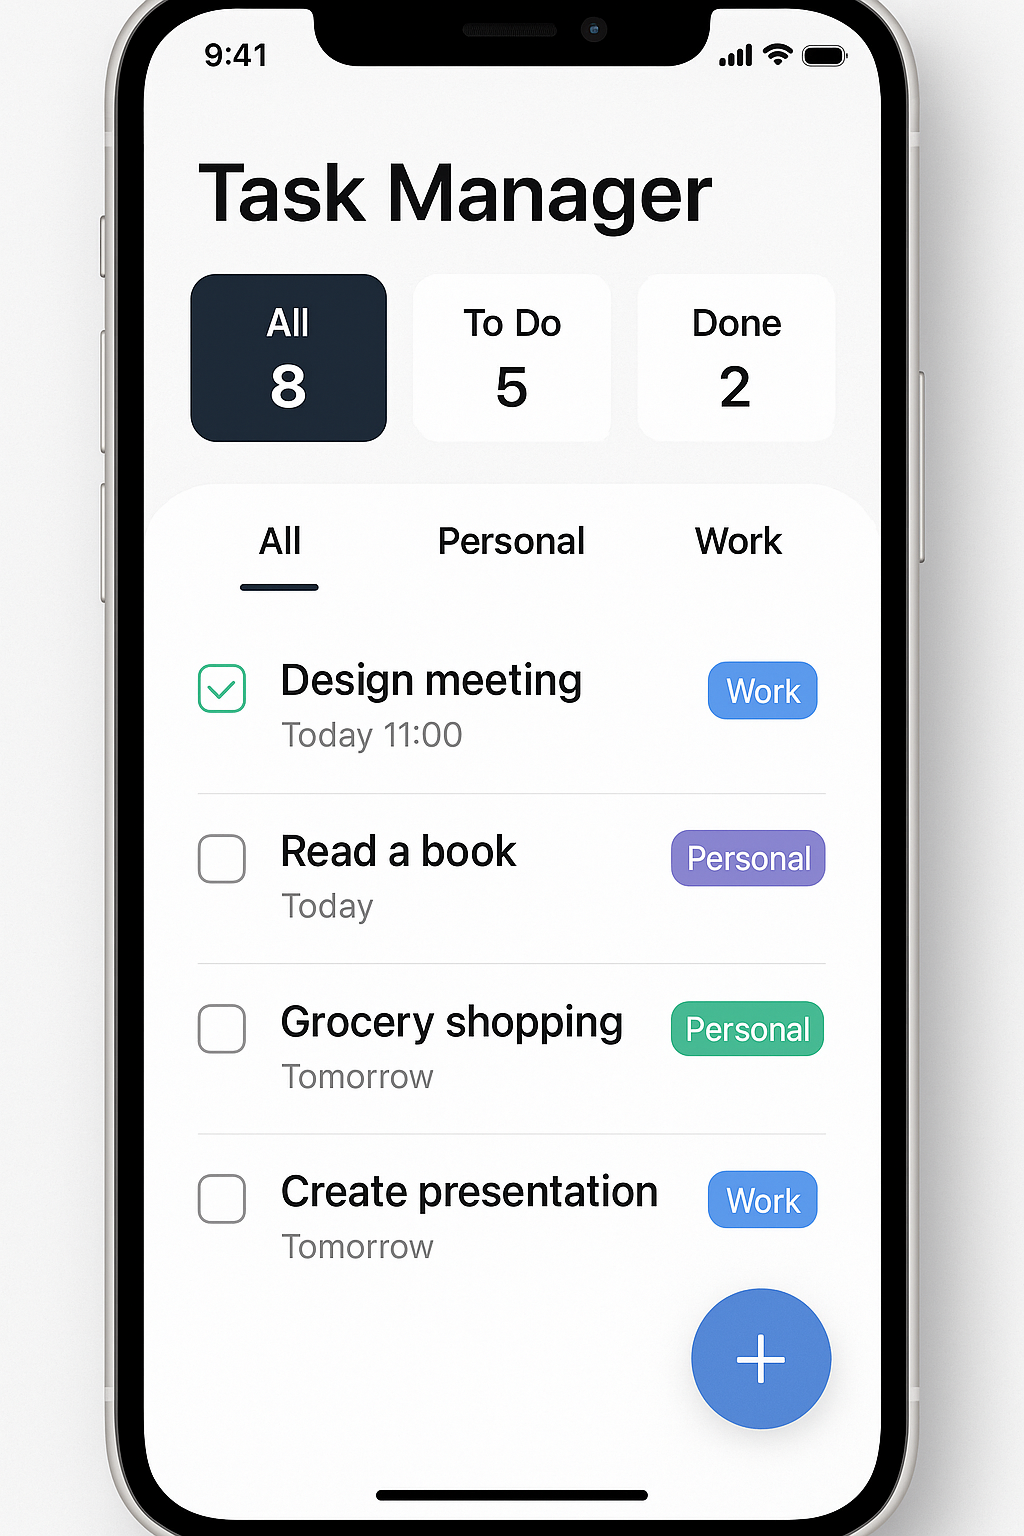 9:41
Task Manager
All To Do Done
8 5 2
All Personal Work
Design meeting Work
Today 11:00
Read a book Personal
Today
Grocery shopping Personal
Tomorrow
Create presentation Work
Tomorrow